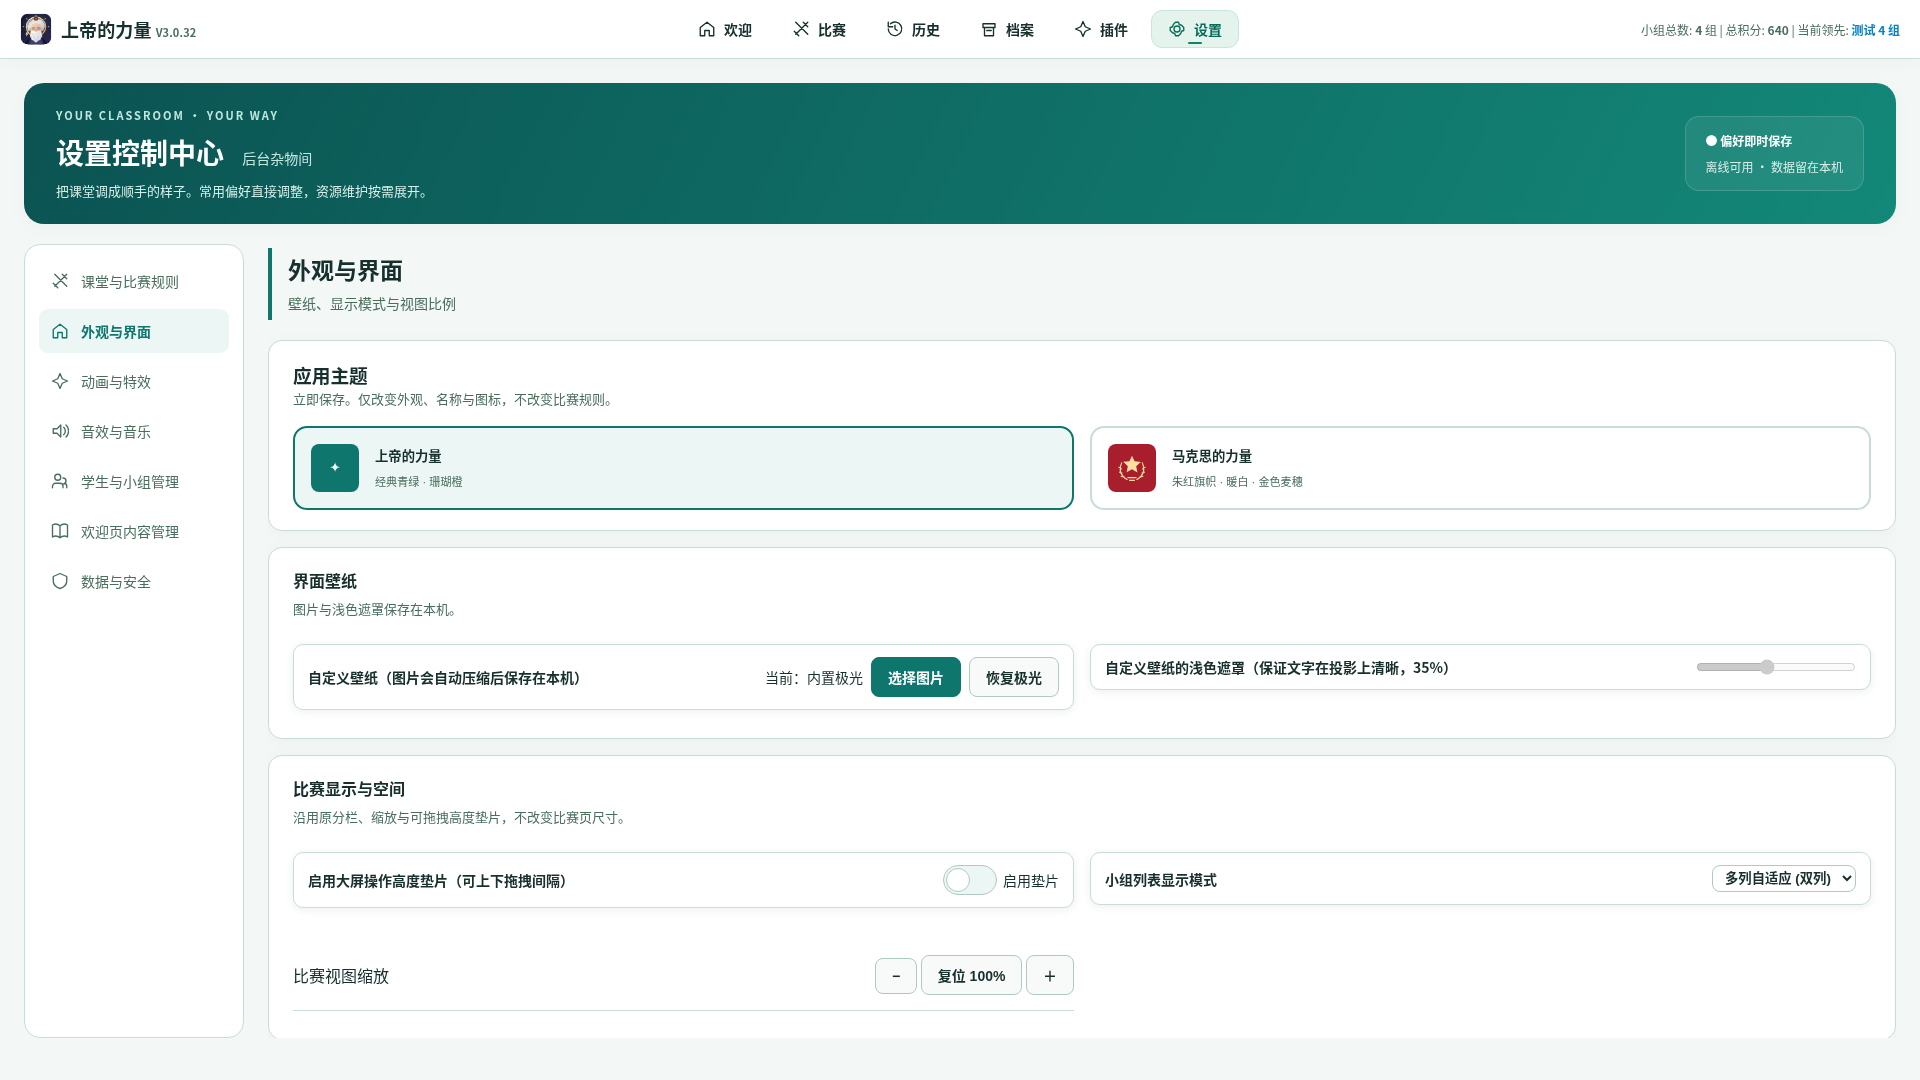 上帝的力量 V3.0.32
欢迎
比赛
历史
档案
插件
设置
小组总数: 4 组 | 总积分: 640 | 当前领先: 测试 4 组
YOUR CLASSROOM · YOUR WAY
设置控制中心 后台杂物间
把课堂调成顺手的样子。常用偏好直接调整，资源维护按需展开。
偏好即时保存
离线可用 · 数据留在本机
课堂与比赛规则
外观与界面
动画与特效
音效与音乐
学生与小组管理
欢迎页内容管理
数据与安全
外观与界面
壁纸、显示模式与视图比例
应用主题
立即保存。仅改变外观、名称与图标，不改变比赛规则。
上帝的力量
经典青绿 · 珊瑚橙
马克思的力量
朱红旗帜 · 暖白 · 金色麦穗
界面壁纸
图片与浅色遮罩保存在本机。
自定义壁纸（图片会自动压缩后保存在本机）
当前：内置极光
选择图片
恢复极光
自定义壁纸的浅色遮罩（保证文字在投影上清晰，35%）
比赛显示与空间
沿用原分栏、缩放与可拖拽高度垫片，不改变比赛页尺寸。
启用大屏操作高度垫片（可上下拖拽间隔）
启用垫片
小组列表显示模式
多列自适应 (双列)
比赛视图缩放
−
复位 100%
+